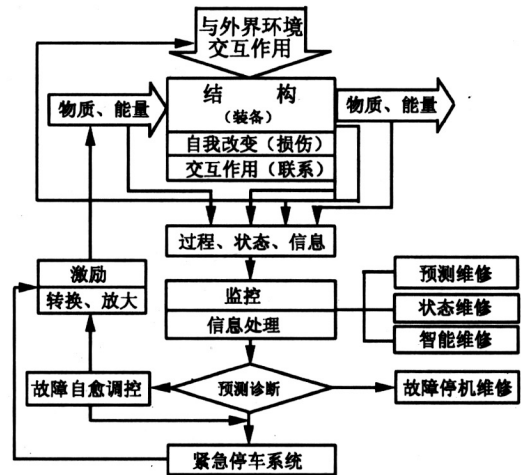 与外界环境
交互作用
物质、能量
结 构
(装备)
物质、能量
自我改变(损伤)
交互作用(联系)
过程、状态、信息
激励
转换、放大
监控
信息处理
预测维修
状态维修
智能维修
故障自愈调控
预测诊断
故障停机维修
紧急停车系统